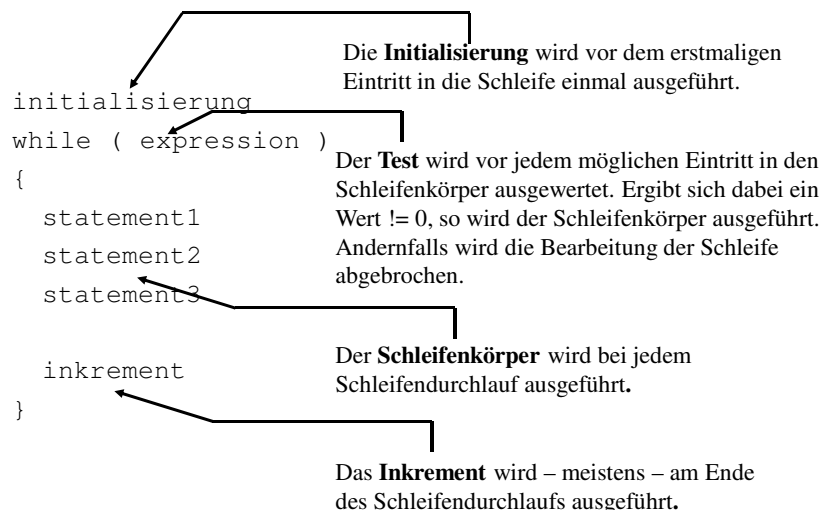 Die Initialisierung wird vor dem erstmaligen
Eintritt in die Schleife einmal ausgeführt.
initialisierung
while ( expression )
{
statement1
statement2
statement3
inkrement
}
Der Test wird vor jedem möglichen Eintritt in den
Schleifenkörper ausgewertet. Ergibt sich dabei ein
Wert != 0, so wird der Schleifenkörper ausgeführt.
Andernfalls wird die Bearbeitung der Schleife
abgebrochen.
Der Schleifenkörper wird bei jedem
Schleifendurchlauf ausgeführt.
Das Inkrement wird – meistens – am Ende
des Schleifendurchlaufs ausgeführt.